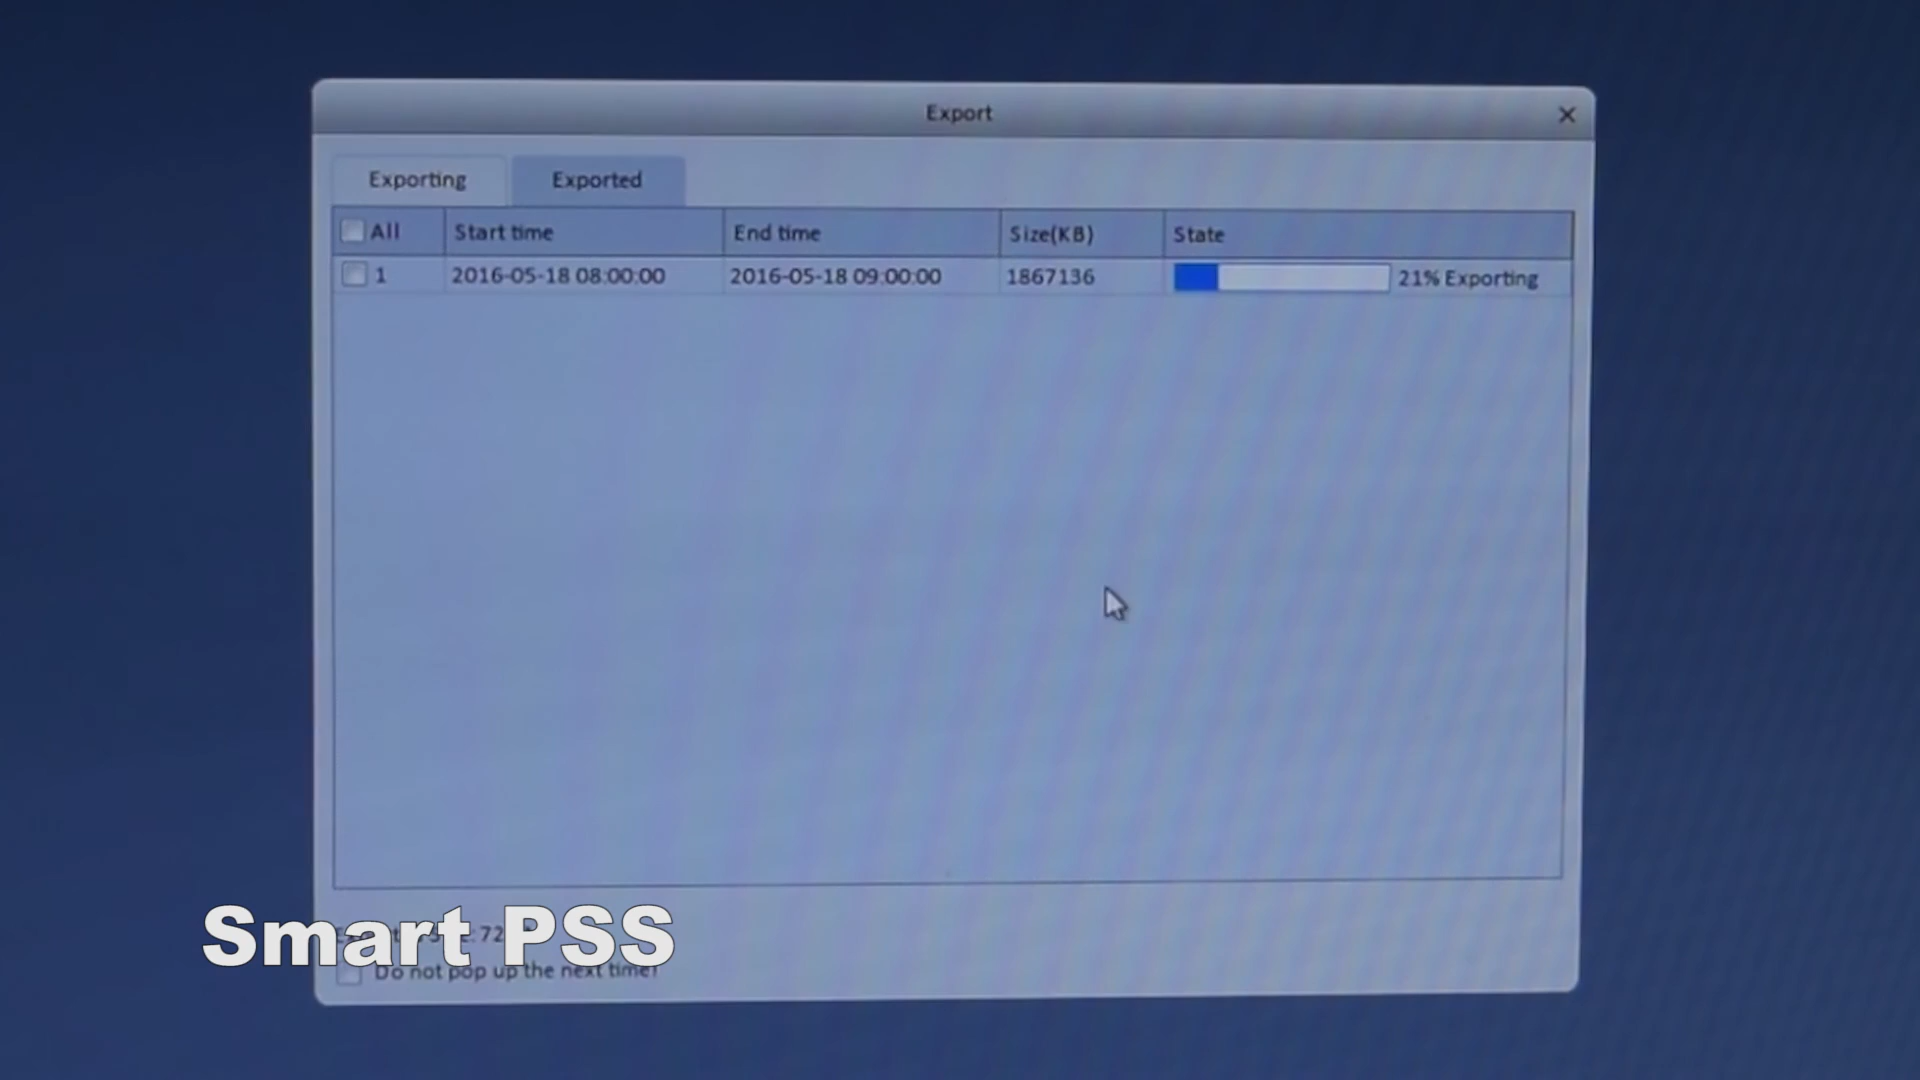 Export
Exporting Exported
All Start time End time Size(KB) State
1 2016-05-18 08:00:00 2016-05-18 09:00:00 1867136 21% Exporting
Smart PSS
Do not pop up the next time!